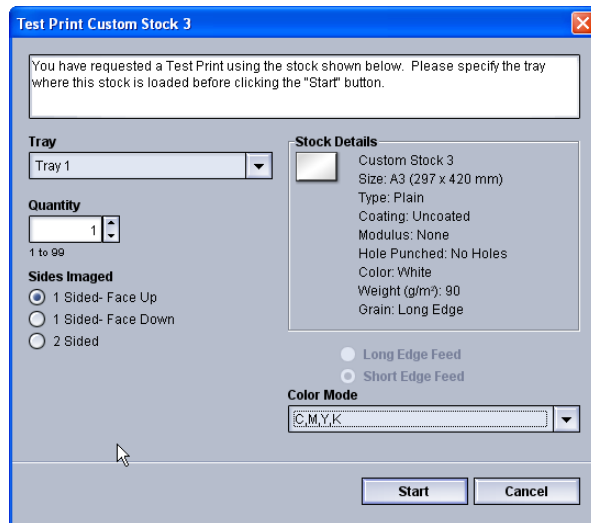 Test Print Custom Stock 3
You have requested a Test Print using the stock shown below. Please specify the tray
where this stock is loaded before clicking the "Start" button.
Tray
Tray 1
Quantity
1
1 to 99
Sides Imaged
1 Sided- Face Up
1 Sided- Face Down
2 Sided
Stock Details
Custom Stock 3
Size: A3 (297 x 420 mm)
Type: Plain
Coating: Uncoated
Modulus: None
Hole Punched: No Holes
Color: White
Weight (g/m²): 90
Grain: Long Edge
Long Edge Feed
Short Edge Feed
Color Mode
C,M,Y,K
Start
Cancel